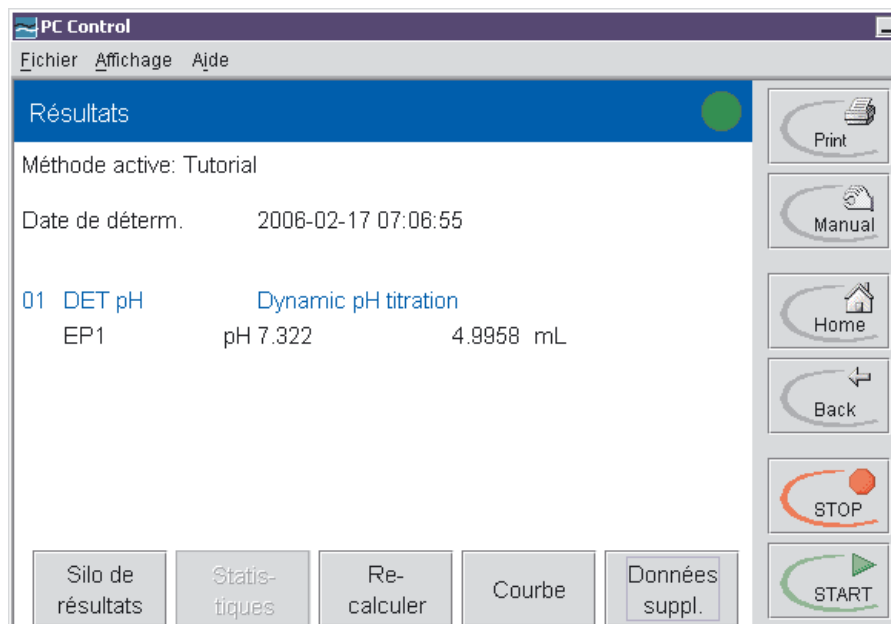 PC Control
Fichier Affichage Aide
Résultats
Méthode active: Tutorial
Date de déterm. 2006-02-17 07:06:55
01 DET pH Dynamic pH titration
EP1 pH 7.322 4.9958 mL
Silo de
résultats
Statis-
tiques
Re-
calculer
Courbe
Données
suppl.
Print
Manual
Home
Back
STOP
START